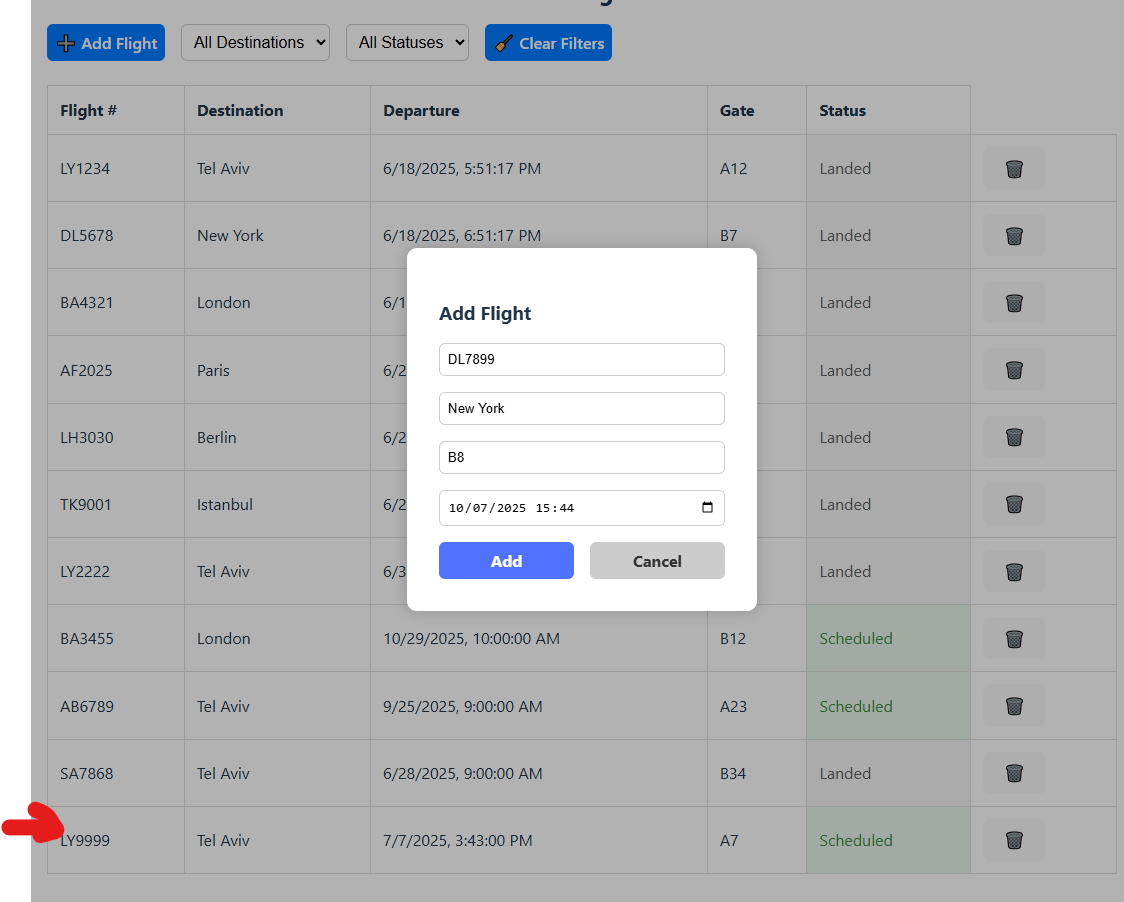 Add Flight All Destinations All Statuses Clear Filters
Flight # Destination Departure Gate Status
LY1234 Tel Aviv 6/18/2025, 5:51:17 PM A12 Landed
DL5678 New York 6/18/2025, 6:51:17 PM B7 Landed
BA4321 London 6/1 Landed
AF2025 Paris 6/2 Landed
LH3030 Berlin 6/2 Landed
TK9001 Istanbul 6/2 Landed
LY2222 Tel Aviv 6/3 Landed
BA3455 London 10/29/2025, 10:00:00 AM B12 Scheduled
AB6789 Tel Aviv 9/25/2025, 9:00:00 AM A23 Scheduled
SA7868 Tel Aviv 6/28/2025, 9:00:00 AM B34 Landed
LY9999 Tel Aviv 7/7/2025, 3:43:00 PM A7 Scheduled
Add Flight
DL7899
New York
B8
10/07/2025 15:44
Add Cancel